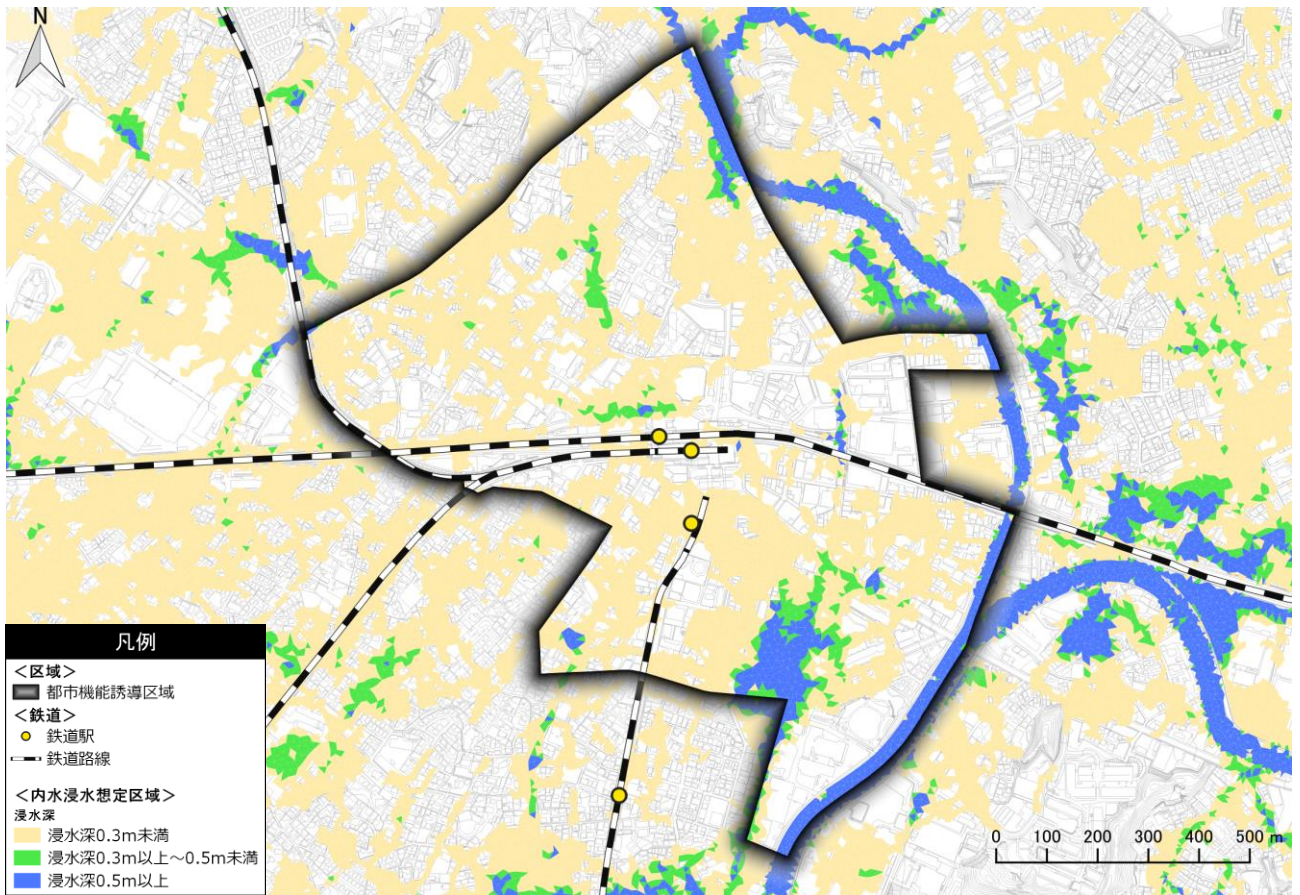 N
凡例
＜区域＞
都市機能誘導区域
＜鉄道＞
鉄道駅
鉄道路線
＜内水浸水想定区域＞
浸水深
浸水深0.3m未満
浸水深0.3m以上～0.5m未満
浸水深0.5m以上
0 100 200 300 400 500 m